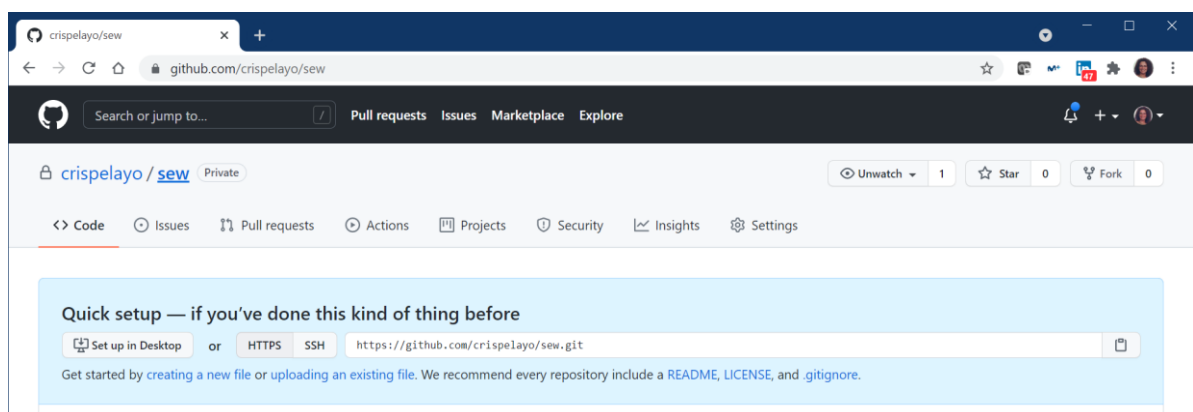 crispelayo/sew
github.com/crispelayo/sew
47
Search or jump to... / Pull requests Issues Marketplace Explore
crispelayo / sew Private Unwatch 1 Star 0 Fork 0
<> Code Issues Pull requests Actions Projects Security Insights Settings
Quick setup — if you’ve done this kind of thing before
Set up in Desktop or HTTPS SSH https://github.com/crispelayo/sew.git
Get started by creating a new file or uploading an existing file. We recommend every repository include a README, LICENSE, and .gitignore.